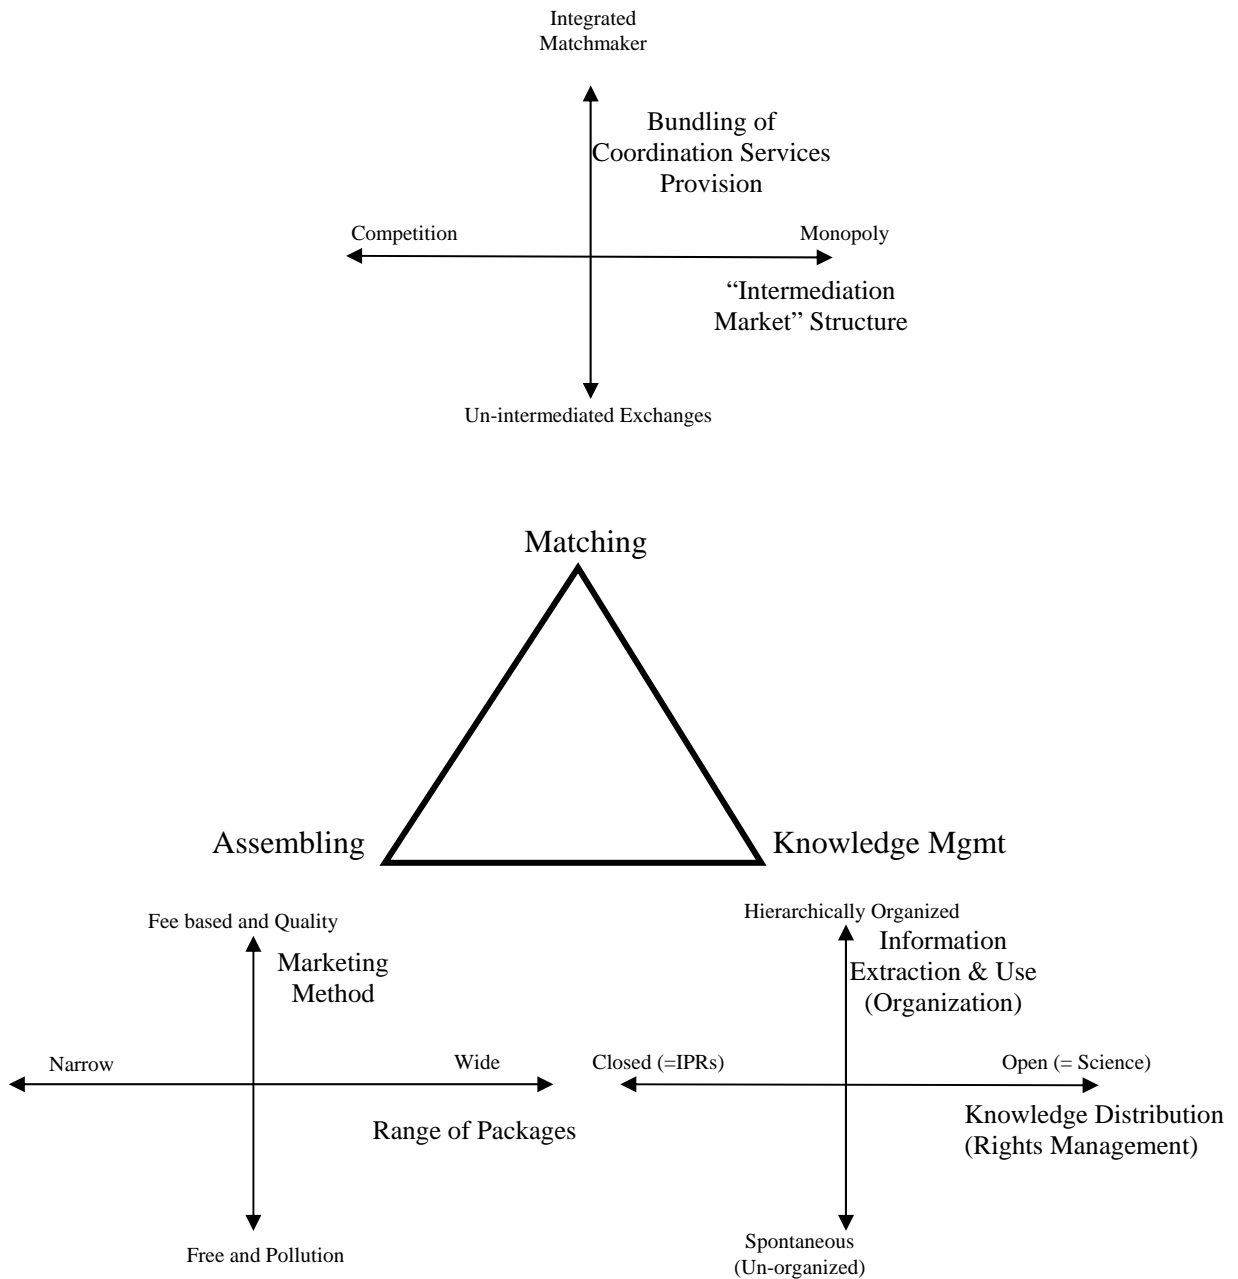 Integrated
Matchmaker
Bundling of
Coordination Services
Provision
Competition
Monopoly
“Intermediation
Market” Structure
Un-intermediated Exchanges
Matching
Assembling
Knowledge Mgmt
Fee based and Quality
Marketing
Method
Narrow
Wide
Range of Packages
Free and Pollution
Hierarchically Organized
Information
Extraction & Use
(Organization)
Closed (=IPRs)
Open (= Science)
Knowledge Distribution
(Rights Management)
Spontaneous
(Un-organized)